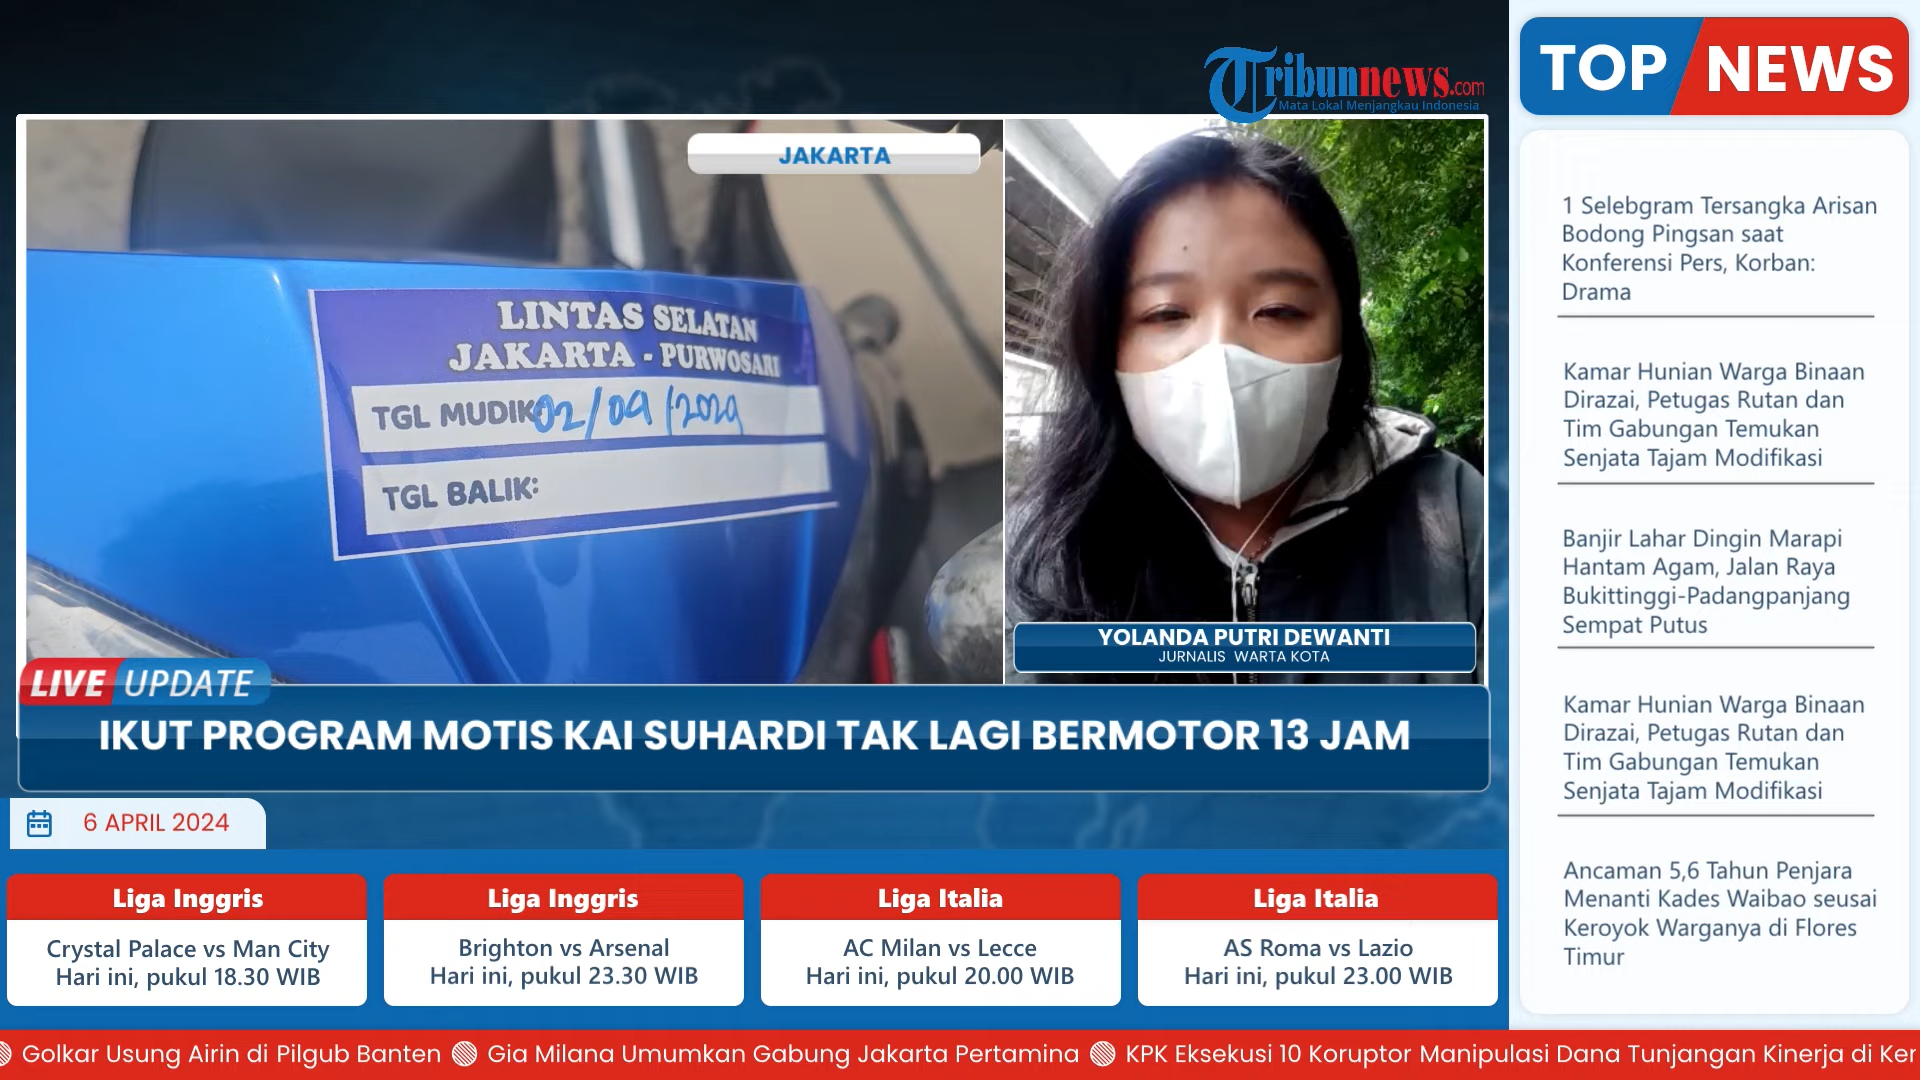 Tribunnews.com
Mata Lokal Menjangkau Indonesia
TOP NEWS
JAKARTA
LINTAS SELATAN
JAKARTA - PURWOSARI
TGL MUDIK: 02/04/2024
TGL BALIK:
YOLANDA PUTRI DEWANTI
JURNALIS WARTA KOTA
LIVE UPDATE
IKUT PROGRAM MOTIS KAI SUHARDI TAK LAGI BERMOTOR 13 JAM
6 APRIL 2024
Liga Inggris
Crystal Palace vs Man City
Hari ini, pukul 18.30 WIB
Liga Inggris
Brighton vs Arsenal
Hari ini, pukul 23.30 WIB
Liga Italia
AC Milan vs Lecce
Hari ini, pukul 20.00 WIB
Liga Italia
AS Roma vs Lazio
Hari ini, pukul 23.00 WIB
1 Selebgram Tersangka Arisan
Bodong Pingsan saat
Konferensi Pers, Korban:
Drama
Kamar Hunian Warga Binaan
Dirazai, Petugas Rutan dan
Tim Gabungan Temukan
Senjata Tajam Modifikasi
Banjir Lahar Dingin Marapi
Hantam Agam, Jalan Raya
Bukittinggi-Padangpanjang
Sempat Putus
Kamar Hunian Warga Binaan
Dirazai, Petugas Rutan dan
Tim Gabungan Temukan
Senjata Tajam Modifikasi
Ancaman 5,6 Tahun Penjara
Menanti Kades Waibao seusai
Keroyok Warganya di Flores
Timur
Golkar Usung Airin di Pilgub Banten Gia Milana Umumkan Gabung Jakarta Pertamina KPK Eksekusi 10 Koruptor Manipulasi Dana Tunjangan Kinerja di Ker